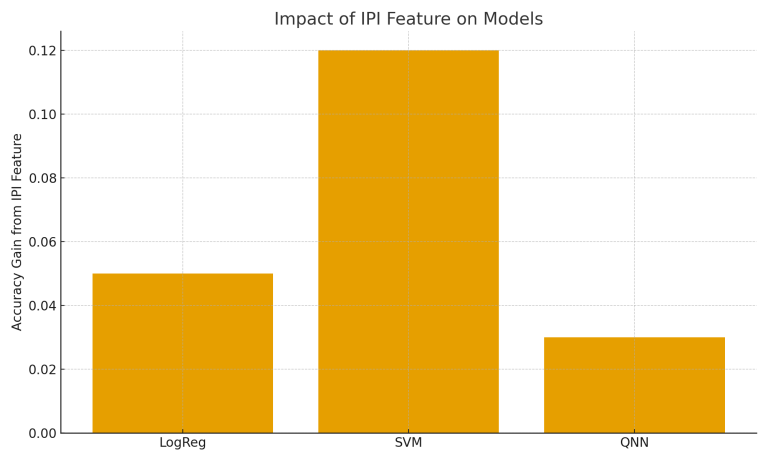 Impact of IPI Feature on Models
Accuracy Gain from IPI Feature
0.12
0.10
0.08
0.06
0.04
0.02
0.00
LogReg SVM QNN